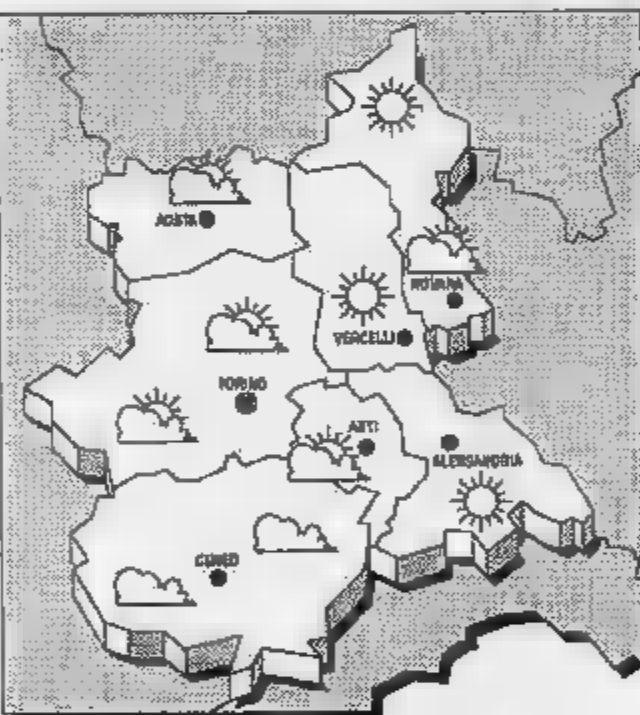 AOSTA
NOVARA
VERCELLI
TORINO
ASTI
ALESSANDRIA
CUNEO